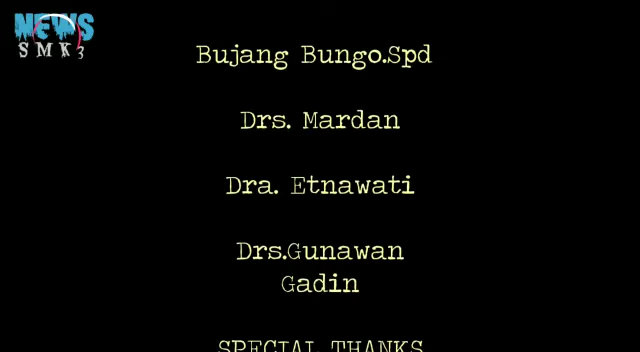 NEWS
SMK3
Bujang Bungo.Spd
Drs. Mardan
Dra. Etnawati
Drs.Gunawan
Gadin
SPECIAL THANKS